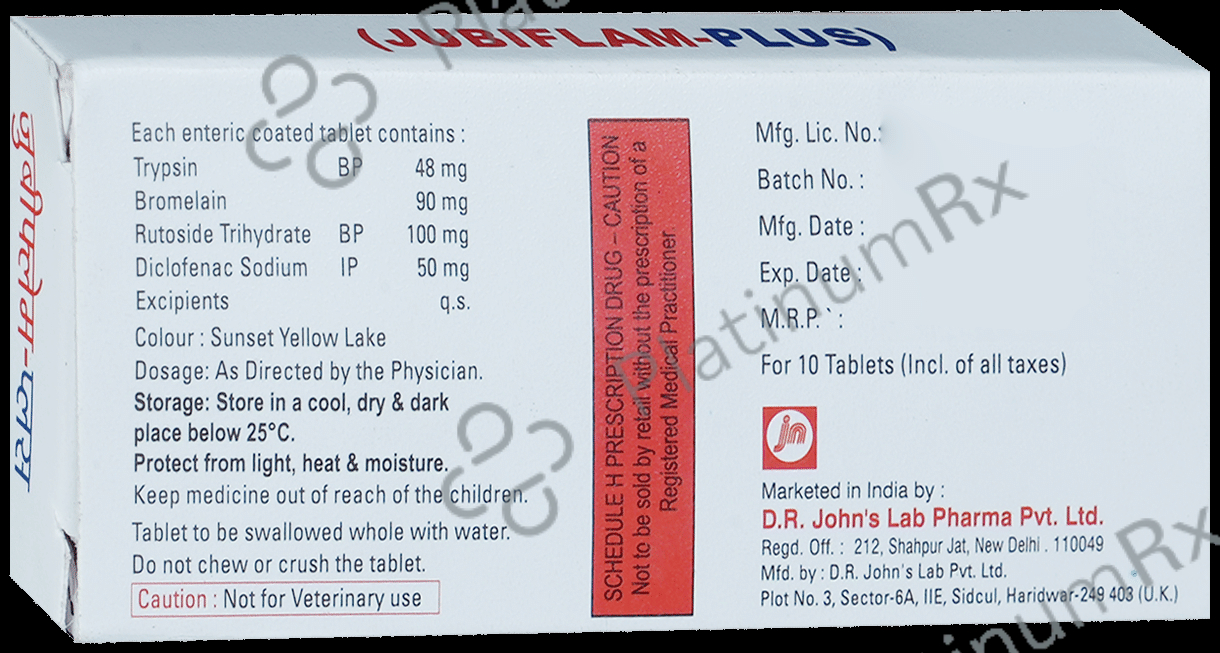 (JUBIFLAM-PLUS)
जुबीफ्लेम-प्लस
Each enteric coated tablet contains :
Trypsin BP 48 mg
Bromelain 90 mg
Rutoside Trihydrate BP 100 mg
Diclofenac Sodium IP 50 mg
Excipients q.s.
Colour : Sunset Yellow Lake
Dosage: As Directed by the Physician.
Storage: Store in a cool, dry & dark
place below 25°C.
Protect from light, heat & moisture.
Keep medicine out of reach of the children.
Tablet to be swallowed whole with water.
Do not chew or crush the tablet.
Caution : Not for Veterinary use
SCHEDULE H PRESCRIPTION DRUG – CAUTION
Not to be sold by retail without the prescription of a
Registered Medical Practitioner
Mfg. Lic. No.:
Batch No. :
Mfg. Date :
Exp. Date :
M.R.P. ` :
For 10 Tablets (Incl. of all taxes)
jn
Marketed in India by :
D.R. John's Lab Pharma Pvt. Ltd.
Regd. Off. : 212, Shahpur Jat, New Delhi . 110049
Mfd. by : D.R. John's Lab Pvt. Ltd.
Plot No. 3, Sector-6A, IIE, Sidcul, Haridwar-249 403 (U.K.)
PlatinumRx
PlatinumRx